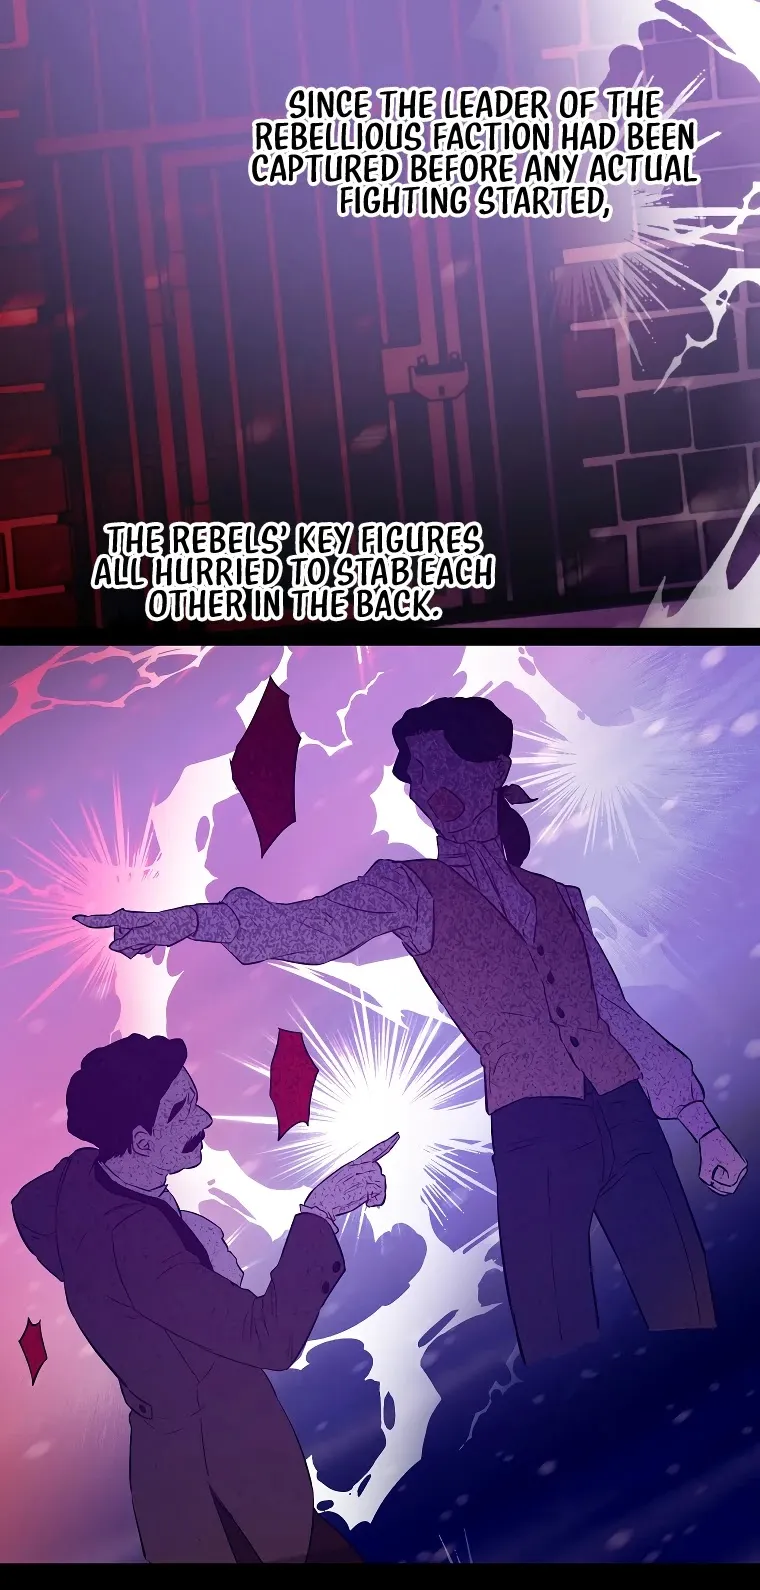 SINCE THE LEADER OF THE
REBELLIOUS FACTION HAD BEEN
CAPTURED BEFORE ANY ACTUAL
FIGHTING STARTED,
THE REBELS' KEY FIGURES
ALL HURRIED TO STAB EACH
OTHER IN THE BACK.